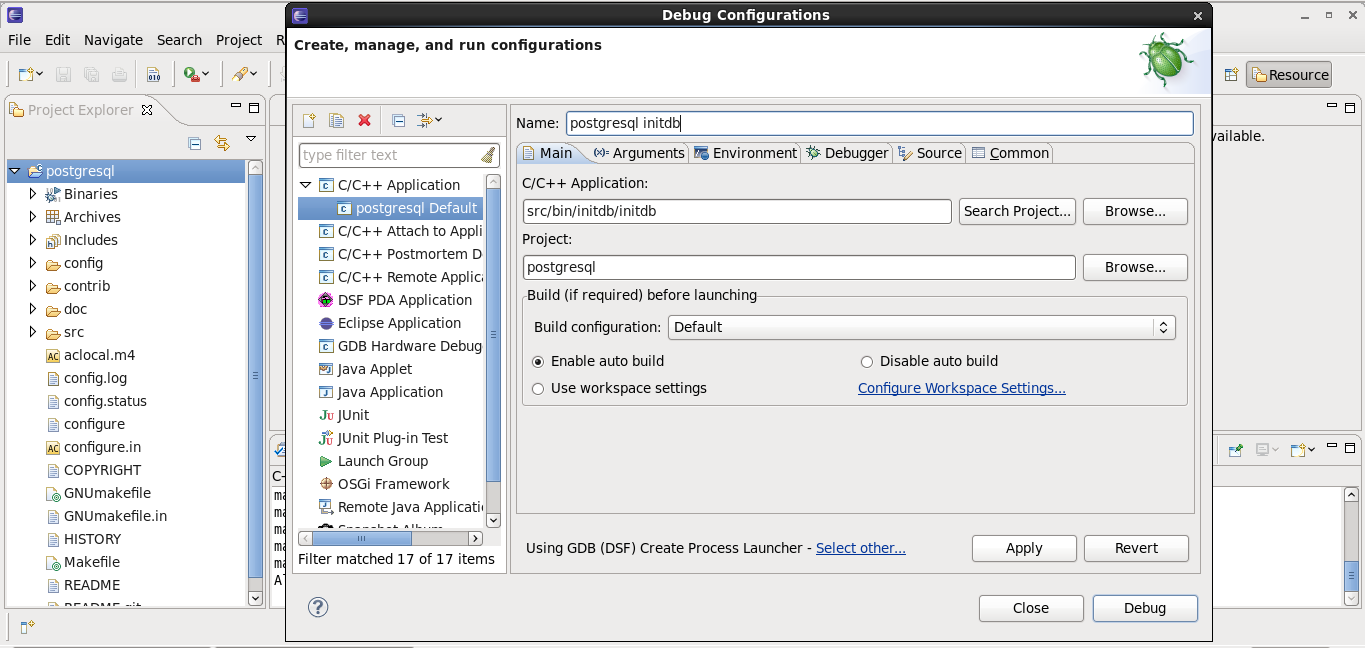 Debug Configurations
File Edit Navigate Search Project R
Create, manage, and run configurations
Resource
Project Explorer
postgresql
Binaries
Archives
Includes
config
contrib
doc
src
aclocal.m4
config.log
config.status
configure
configure.in
COPYRIGHT
GNUmakefile
GNUmakefile.in
HISTORY
Makefile
README
README.git
type filter text
C/C++ Application
postgresql Default
C/C++ Attach to Appli
C/C++ Postmortem D
C/C++ Remote Applica
DSF PDA Application
Eclipse Application
GDB Hardware Debug
Java Applet
Java Application
JUnit
JUnit Plug-in Test
Launch Group
OSGi Framework
Remote Java Applicati
Snapshot Album
Filter matched 17 of 17 items
Name: postgresql initdb
Main Arguments Environment Debugger Source Common
C/C++ Application:
src/bin/initdb/initdb Search Project... Browse...
Project:
postgresql Browse...
Build (if required) before launching
Build configuration: Default
Enable auto build Disable auto build
Use workspace settings Configure Workspace Settings...
Using GDB (DSF) Create Process Launcher - Select other... Apply Revert
Close Debug
vailable.
C-
ma
ma
ma
ma
ma